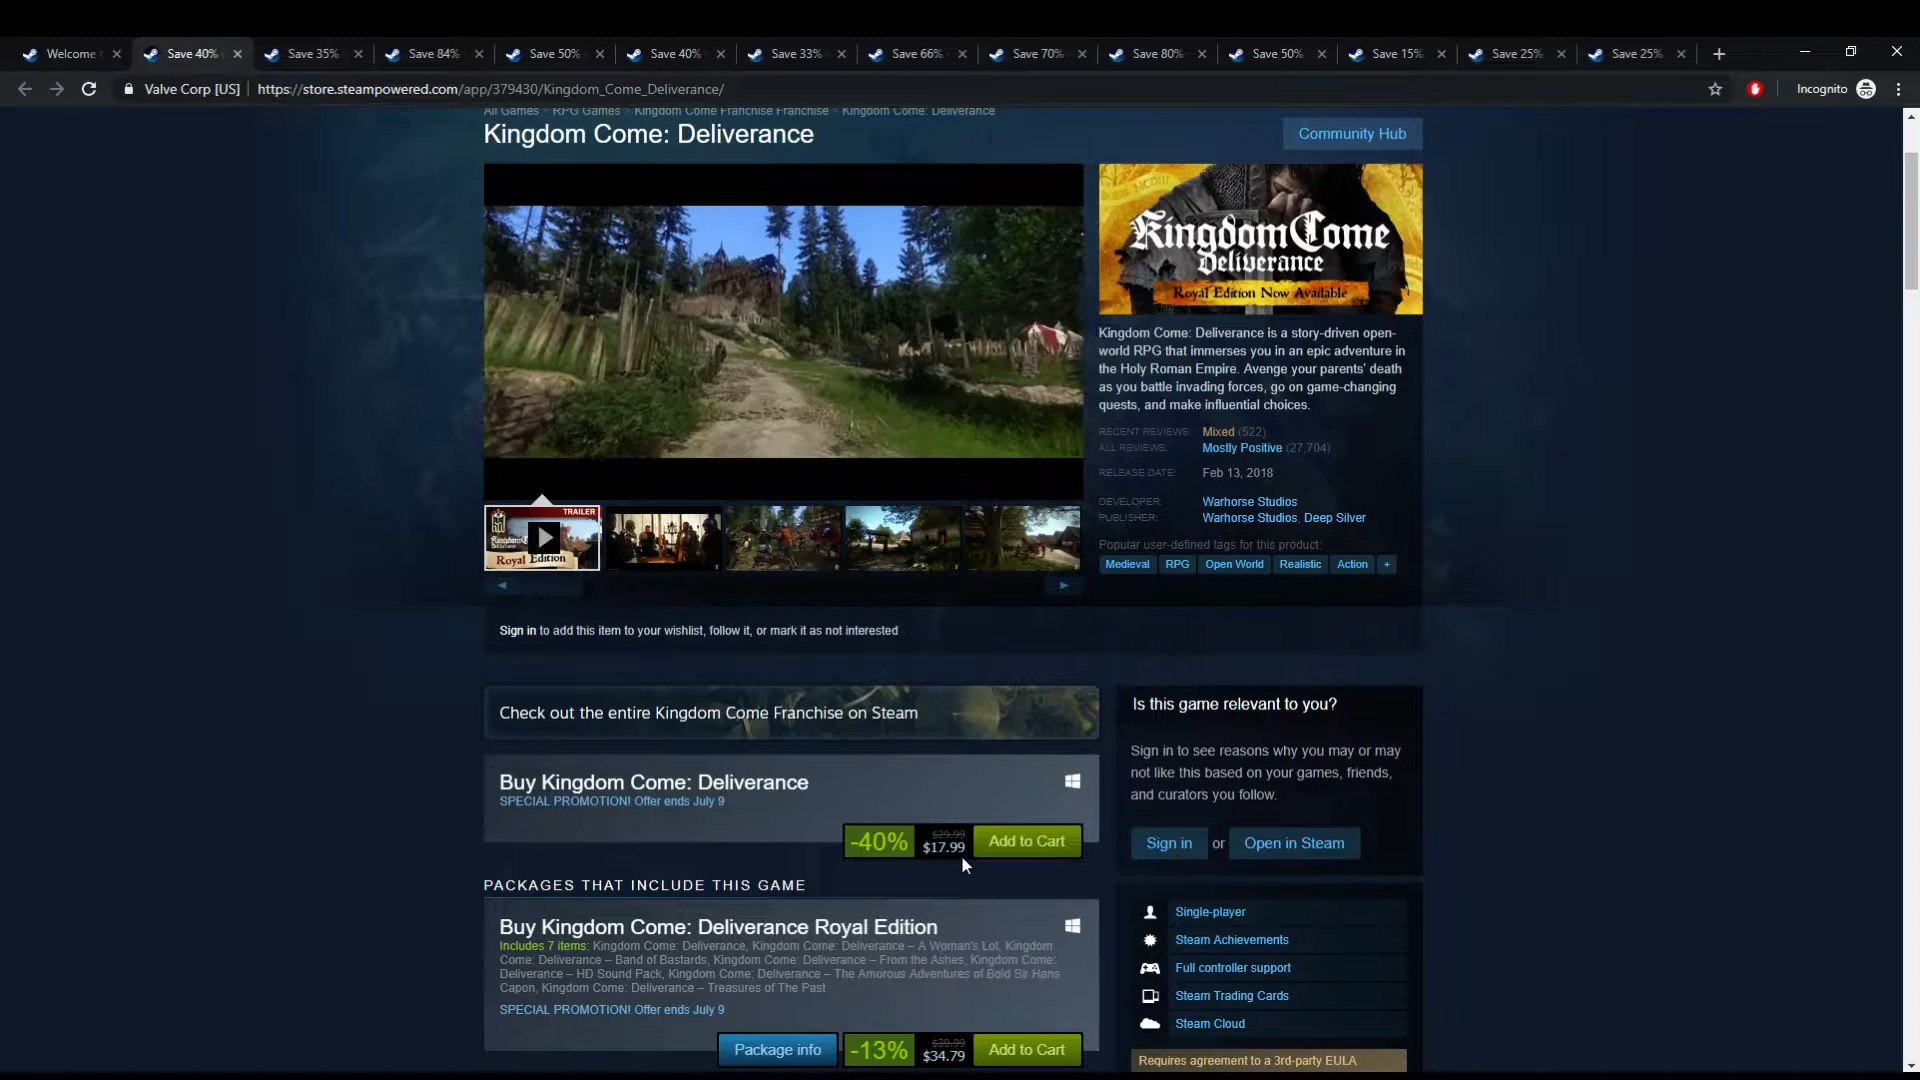 Welcome t
Save 40%
Save 35%
Save 84%
Save 50%
Save 40%
Save 33%
Save 66%
Save 70%
Save 80%
Save 50%
Save 15%
Save 25%
Save 25%
Valve Corp [US] | https://store.steampowered.com/app/379430/Kingdom_Come_Deliverance/
Incognito
All Games > RPG Games > Kingdom Come Franchise Franchise > Kingdom Come: Deliverance
Kingdom Come: Deliverance
Community Hub
Kingdom Come
Deliverance
Royal Edition Now Available
Kingdom Come: Deliverance is a story-driven open-
world RPG that immerses you in an epic adventure in
the Holy Roman Empire. Avenge your parents' death
as you battle invading forces, go on game-changing
quests, and make influential choices.
RECENT REVIEWS: Mixed (522)
ALL REVIEWS: Mostly Positive (27,704)
RELEASE DATE: Feb 13, 2018
DEVELOPER: Warhorse Studios
PUBLISHER: Warhorse Studios, Deep Silver
Popular user-defined tags for this product:
Medieval RPG Open World Realistic Action +
TRAILER
Royal Edition
Sign in to add this item to your wishlist, follow it, or mark it as not interested
Check out the entire Kingdom Come Franchise on Steam
Buy Kingdom Come: Deliverance
SPECIAL PROMOTION! Offer ends July 9
-40% $29.99 $17.99 Add to Cart
PACKAGES THAT INCLUDE THIS GAME
Buy Kingdom Come: Deliverance Royal Edition
Includes 7 items: Kingdom Come: Deliverance, Kingdom Come: Deliverance – A Woman's Lot, Kingdom
Come: Deliverance – Band of Bastards, Kingdom Come: Deliverance – From the Ashes, Kingdom Come:
Deliverance – HD Sound Pack, Kingdom Come: Deliverance – The Amorous Adventures of Bold Sir Hans
Capon, Kingdom Come: Deliverance – Treasures of The Past
SPECIAL PROMOTION! Offer ends July 9
Package info -13% $39.99 $34.79 Add to Cart
Is this game relevant to you?
Sign in to see reasons why you may or may
not like this based on your games, friends,
and curators you follow.
Sign in or Open in Steam
Single-player
Steam Achievements
Full controller support
Steam Trading Cards
Steam Cloud
Requires agreement to a 3rd-party EULA